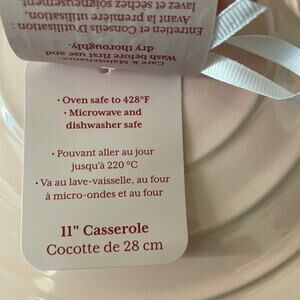 Care & Maintenance:
Wash before first use and
dry thoroughly.
Entretien et Conseils D'utilisation :
Avant la première utilisation,
lavez et séchez soigneusement.
• Oven safe to 428°F
• Microwave and
dishwasher safe
• Pouvant aller au jour
jusqu'à 220 °C
• Va au lave-vaisselle, au four
à micro-ondes et au four
11" Casserole
Cocotte de 28 cm